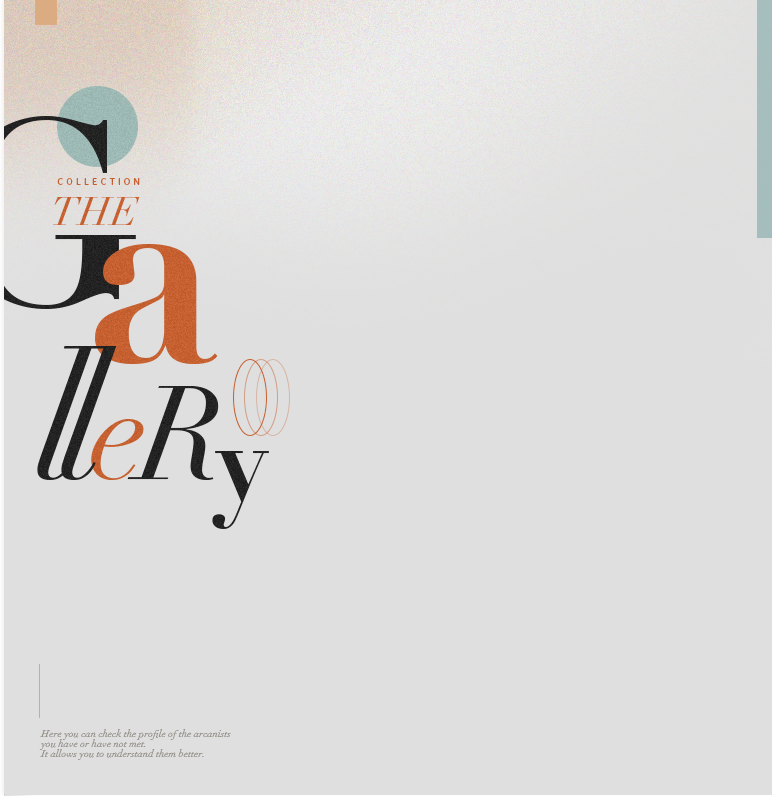 COLLECTION
THE
GalleRy
Here you can check the profile of the arcanists
you have or have not met.
It allows you to understand them better.